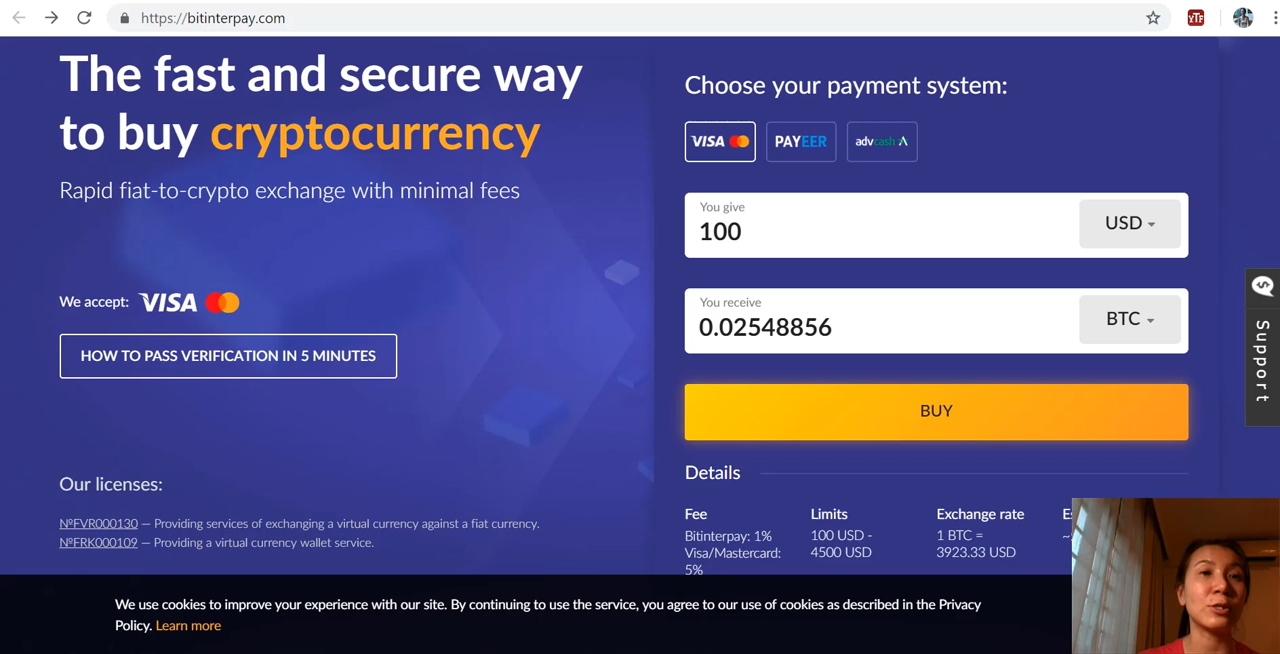 https://bitinterpay.com
YTF
The fast and secure way
to buy cryptocurrency
Rapid fiat-to-crypto exchange with minimal fees
We accept: VISA
HOW TO PASS VERIFICATION IN 5 MINUTES
Our licenses:
№FVR000130 — Providing services of exchanging a virtual currency against a fiat currency.
№FRK000109 — Providing a virtual currency wallet service.
Choose your payment system:
VISA PAYEER advcash
You give
100 USD
You receive
0.02548856 BTC
BUY
Details
Fee
Bitinterpay: 1%
Visa/Mastercard:
5%
Limits
100 USD -
4500 USD
Exchange rate
1 BTC =
3923.33 USD
Support
We use cookies to improve your experience with our site. By continuing to use the service, you agree to our use of cookies as described in the Privacy
Policy. Learn more